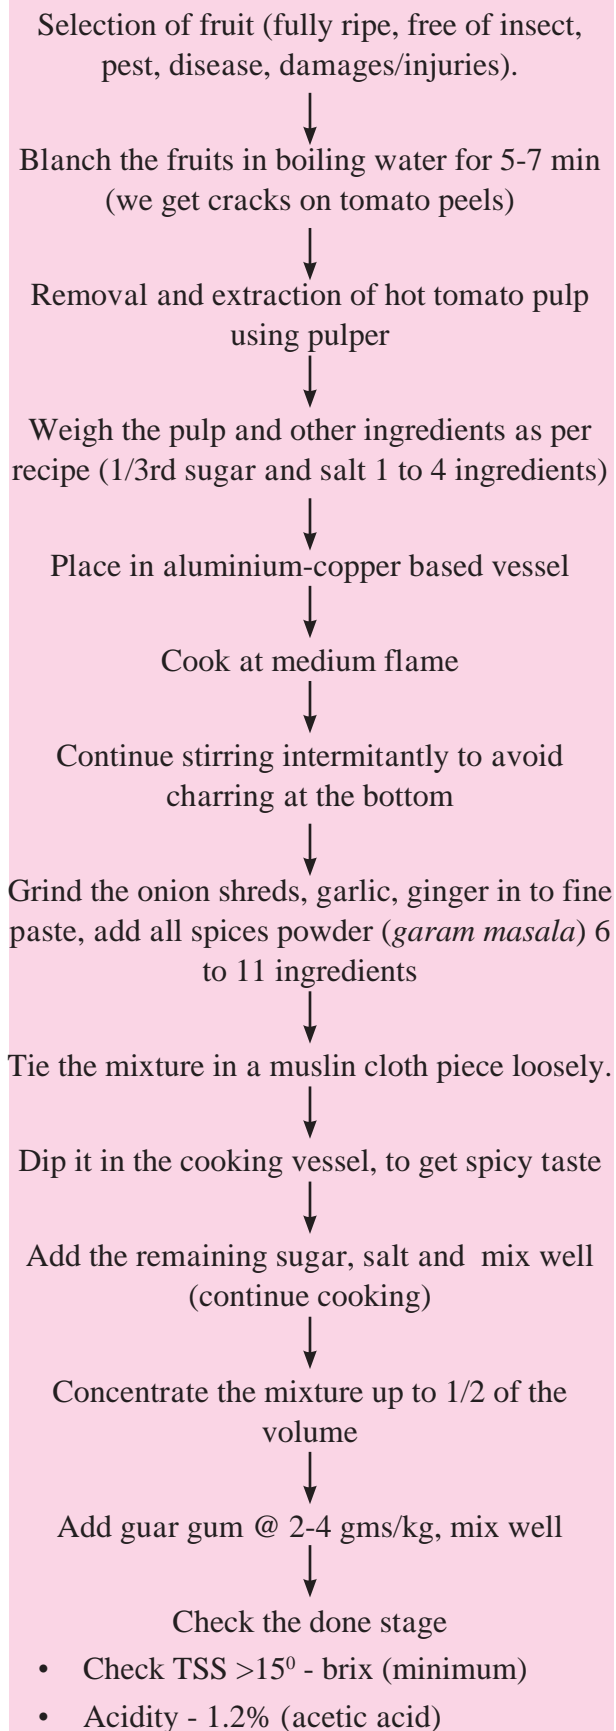 Selection of fruit (fully ripe, free of insect,
pest, disease, damages/injuries).
Blanch the fruits in boiling water for 5-7 min
(we get cracks on tomato peels)
Removal and extraction of hot tomato pulp
using pulper
Weigh the pulp and other ingredients as per
recipe (1/3rd sugar and salt 1 to 4 ingredients)
Place in aluminium-copper based vessel
Cook at medium flame
Continue stirring intermitantly to avoid
charring at the bottom
Grind the onion shreds, garlic, ginger in to fine
paste, add all spices powder (garam masala) 6
to 11 ingredients
Tie the mixture in a muslin cloth piece loosely.
Dip it in the cooking vessel, to get spicy taste
Add the remaining sugar, salt and  mix well
(continue cooking)
Concentrate the mixture up to 1/2 of the
volume
Add guar gum @ 2-4 gms/kg, mix well
Check the done stage
• Check TSS >15⁰ - brix (minimum)
• Acidity - 1.2% (acetic acid)